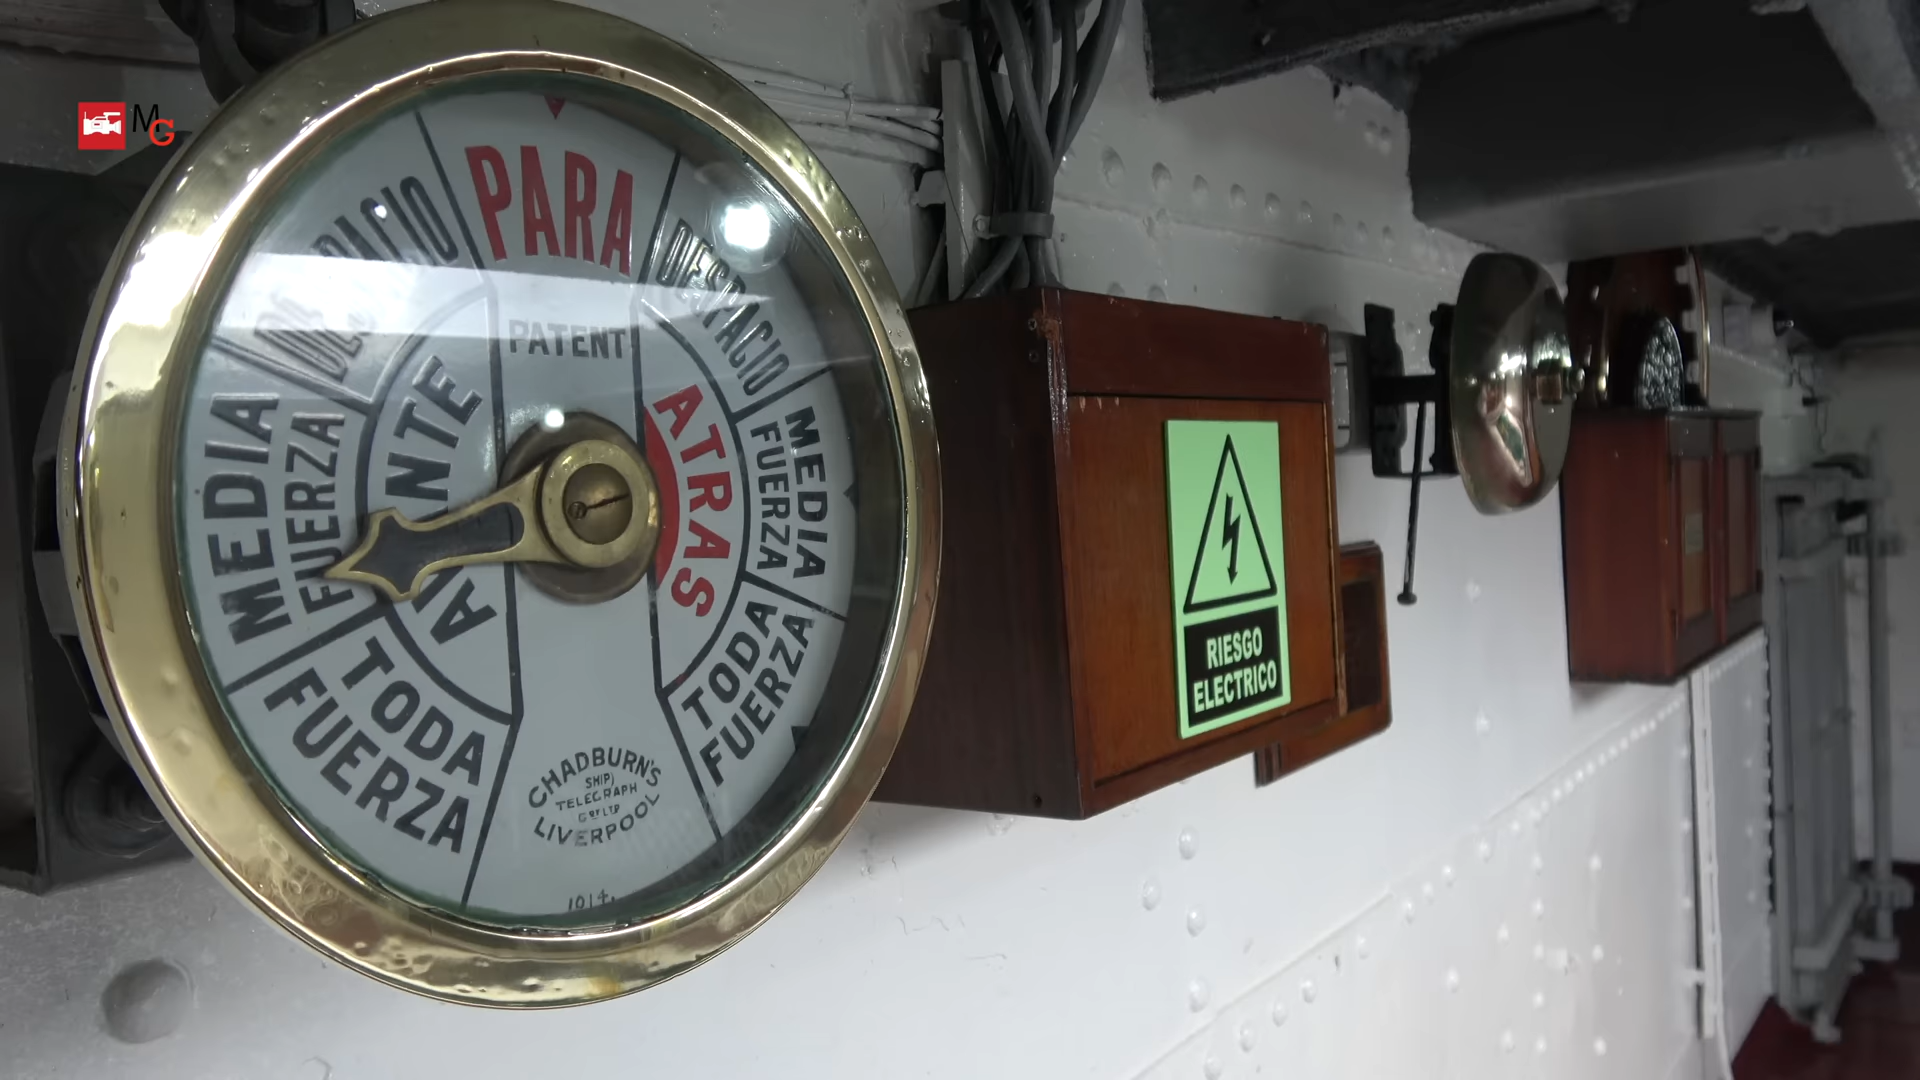 MG
PARA
DESPACIO
DESPACIO
PATENT
MEDIA
FUERZA
ATRAS
MEDIA
FUERZA
TODA
FUERZA
TODA
FUERZA
CHADBURN'S
SHIP)
TELEGRAPH
LIVERPOOL
RIESGO
ELECTRICO